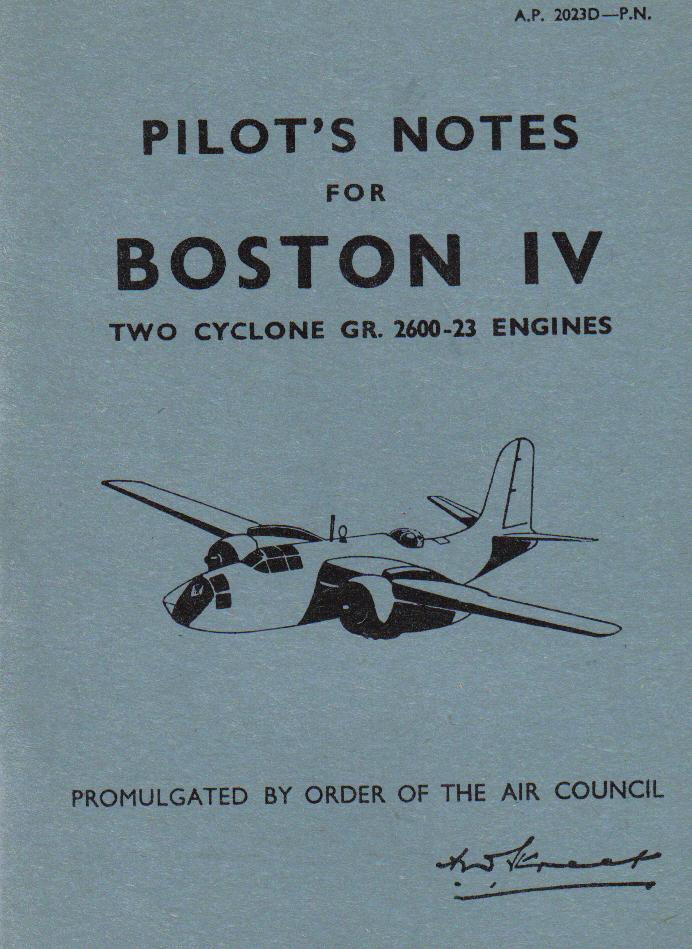 A.P. 2023D—P.N.
PILOT'S NOTES
FOR
BOSTON IV
TWO CYCLONE GR. 2600-23 ENGINES
PROMULGATED BY ORDER OF THE AIR COUNCIL